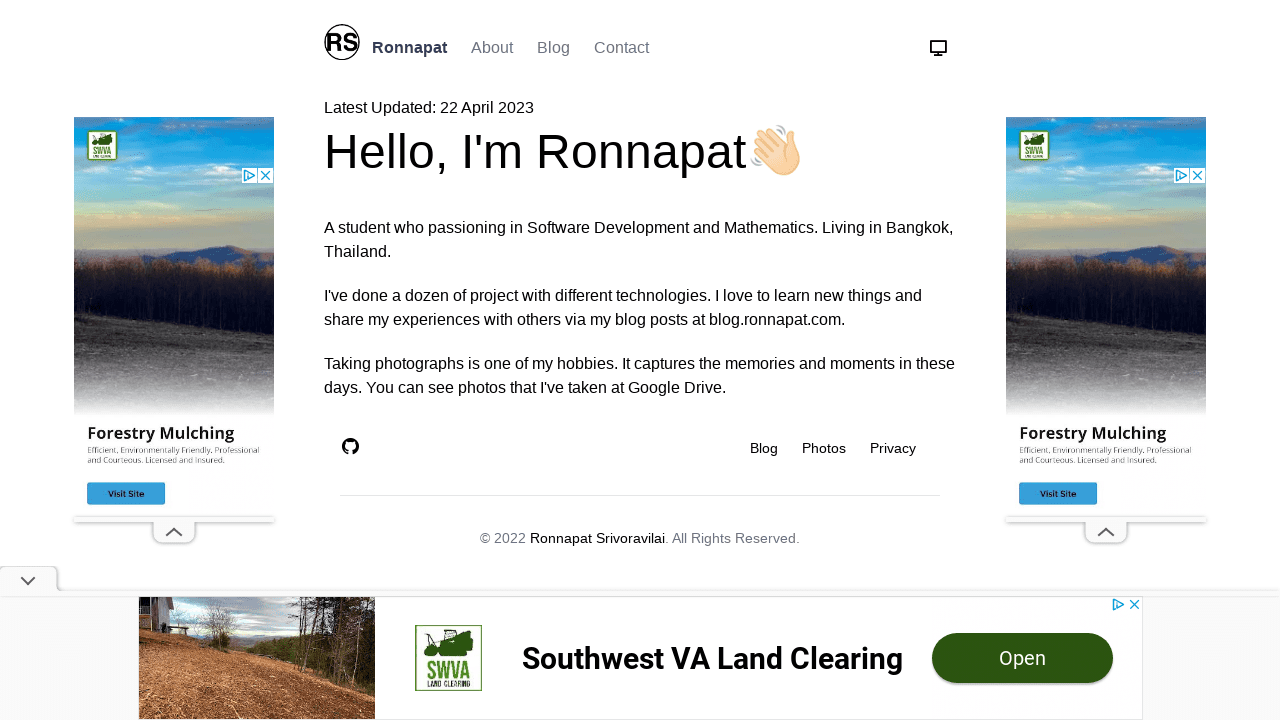 RS Ronnapat About Blog Contact
Latest Updated: 22 April 2023
Hello, I'm Ronnapat👋🏻
A student who passioning in Software Development and Mathematics. Living in Bangkok,
Thailand.
I've done a dozen of project with different technologies. I love to learn new things and
share my experiences with others via my blog posts at blog.ronnapat.com.
Taking photographs is one of my hobbies. It captures the memories and moments in these
days. You can see photos that I've taken at Google Drive.
Blog Photos Privacy
© 2022 Ronnapat Srivoravilai. All Rights Reserved.
SWVA
LAND CLEARING
Forestry Mulching
Efficient, Environmentally Friendly, Professional
and Courteous. Licensed and Insured.
Visit Site
SWVA
LAND CLEARING
Forestry Mulching
Efficient, Environmentally Friendly, Professional
and Courteous. Licensed and Insured.
Visit Site
SWVA
LAND CLEARING
Southwest VA Land Clearing
Open